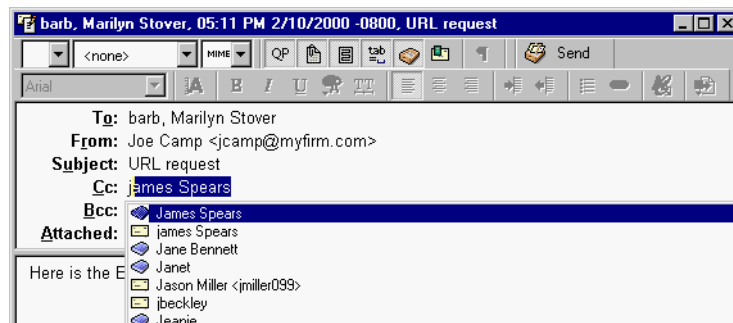 barb, Marilyn Stover, 05:11 PM 2/10/2000 -0800, URL request
<none> MIME QP tab Send
Arial A B I U TT
To: barb, Marilyn Stover
From: Joe Camp <jcamp@myfirm.com>
Subject: URL request
Cc: james Spears
Bcc:
James Spears
Attached:
james Spears
Jane Bennett
Janet
Here is the E
Jason Miller <jmiller099>
jbeckley
Jeanie